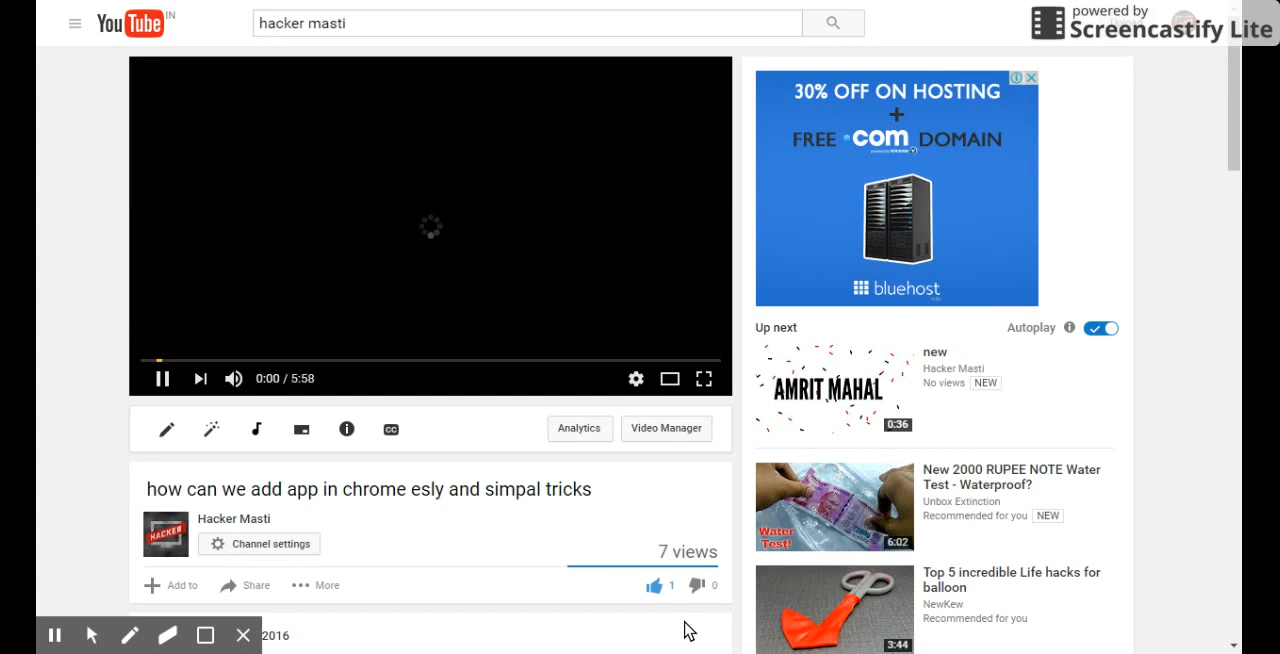 YouTube IN
hacker masti
powered by
Screencastify Lite
30% OFF ON HOSTING
+
FREE .com DOMAIN
bluehost
0:00 / 5:58
Up next
Autoplay
AMRIT MAHAL
0:36
new
Hacker Masti
No views NEW
Analytics
Video Manager
how can we add app in chrome esly and simpal tricks
HACKER
Hacker Masti
Channel settings
7 views
Add to
Share
More
1
0
2016
Water
Test!
6:02
New 2000 RUPEE NOTE Water
Test - Waterproof?
Unbox Extinction
Recommended for you NEW
3:44
Top 5 incredible Life hacks for
balloon
NewKew
Recommended for you